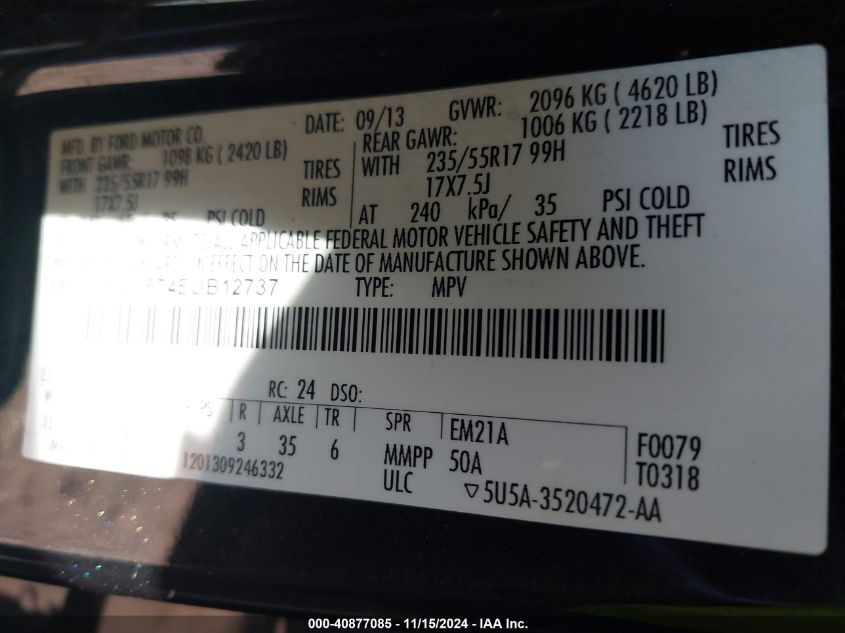 MFD. BY FORD MOTOR CO.
DATE: 09/13 GVWR: 2096 KG ( 4620 LB)
FRONT GAWR: 1098 KG ( 2420 LB)
REAR GAWR: 1006 KG ( 2218 LB)
WITH 235/55R17 99H TIRES
WITH 235/55R17 99H TIRES
17X7.5J RIMS
17X7.5J RIMS
PSI COLD
AT 240 kPa/ 35 PSI COLD
ALL APPLICABLE FEDERAL MOTOR VEHICLE SAFETY AND THEFT
IN EFFECT ON THE DATE OF MANUFACTURE SHOWN ABOVE.
TYPE: MPV
RC: 24 DSO:
R AXLE TR SPR EM21A F0079
3 35 6 MMPP 50A T0318
1201309246332 ULC ▽5U5A-3520472-AA
000-40877085 - 11/15/2024 - IAA Inc.